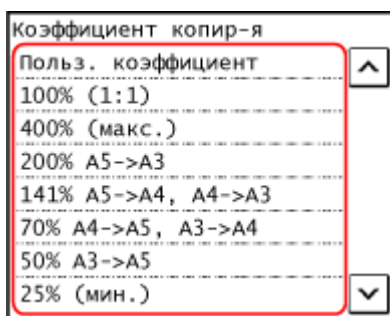 Коэффициент копир-я
Польз. коэффициент
100% (1:1)
400% (макс.)
200% A5->A3
141% A5->A4, A4->A3
70% A4->A5, A3->A4
50% A3->A5
25% (мин.)